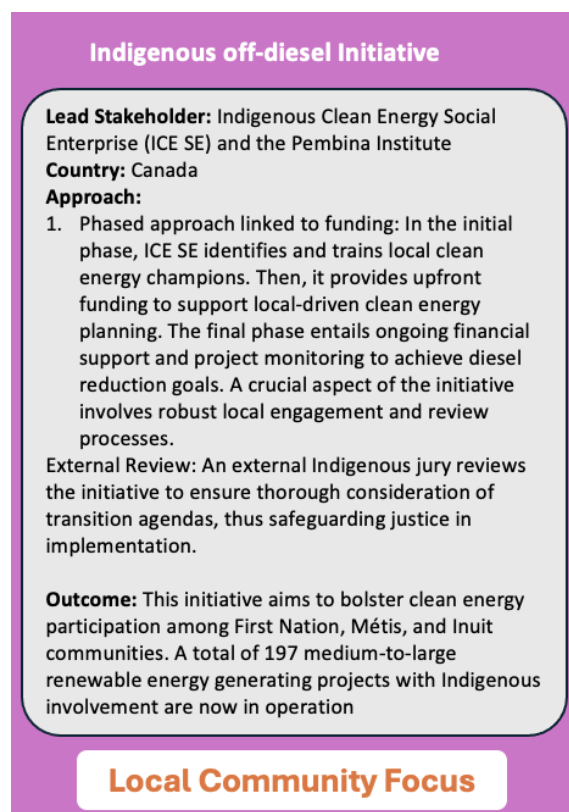 Indigenous off-diesel Initiative
Lead Stakeholder: Indigenous Clean Energy Social
Enterprise (ICE SE) and the Pembina Institute
Country: Canada
Approach:
1. Phased approach linked to funding: In the initial
phase, ICE SE identifies and trains local clean
energy champions. Then, it provides upfront
funding to support local-driven clean energy
planning. The final phase entails ongoing financial
support and project monitoring to achieve diesel
reduction goals. A crucial aspect of the initiative
involves robust local engagement and review
processes.
External Review: An external Indigenous jury reviews
the initiative to ensure thorough consideration of
transition agendas, thus safeguarding justice in
implementation.
Outcome: This initiative aims to bolster clean energy
participation among First Nation, Métis, and Inuit
communities. A total of 197 medium-to-large
renewable energy generating projects with Indigenous
involvement are now in operation
Local Community Focus